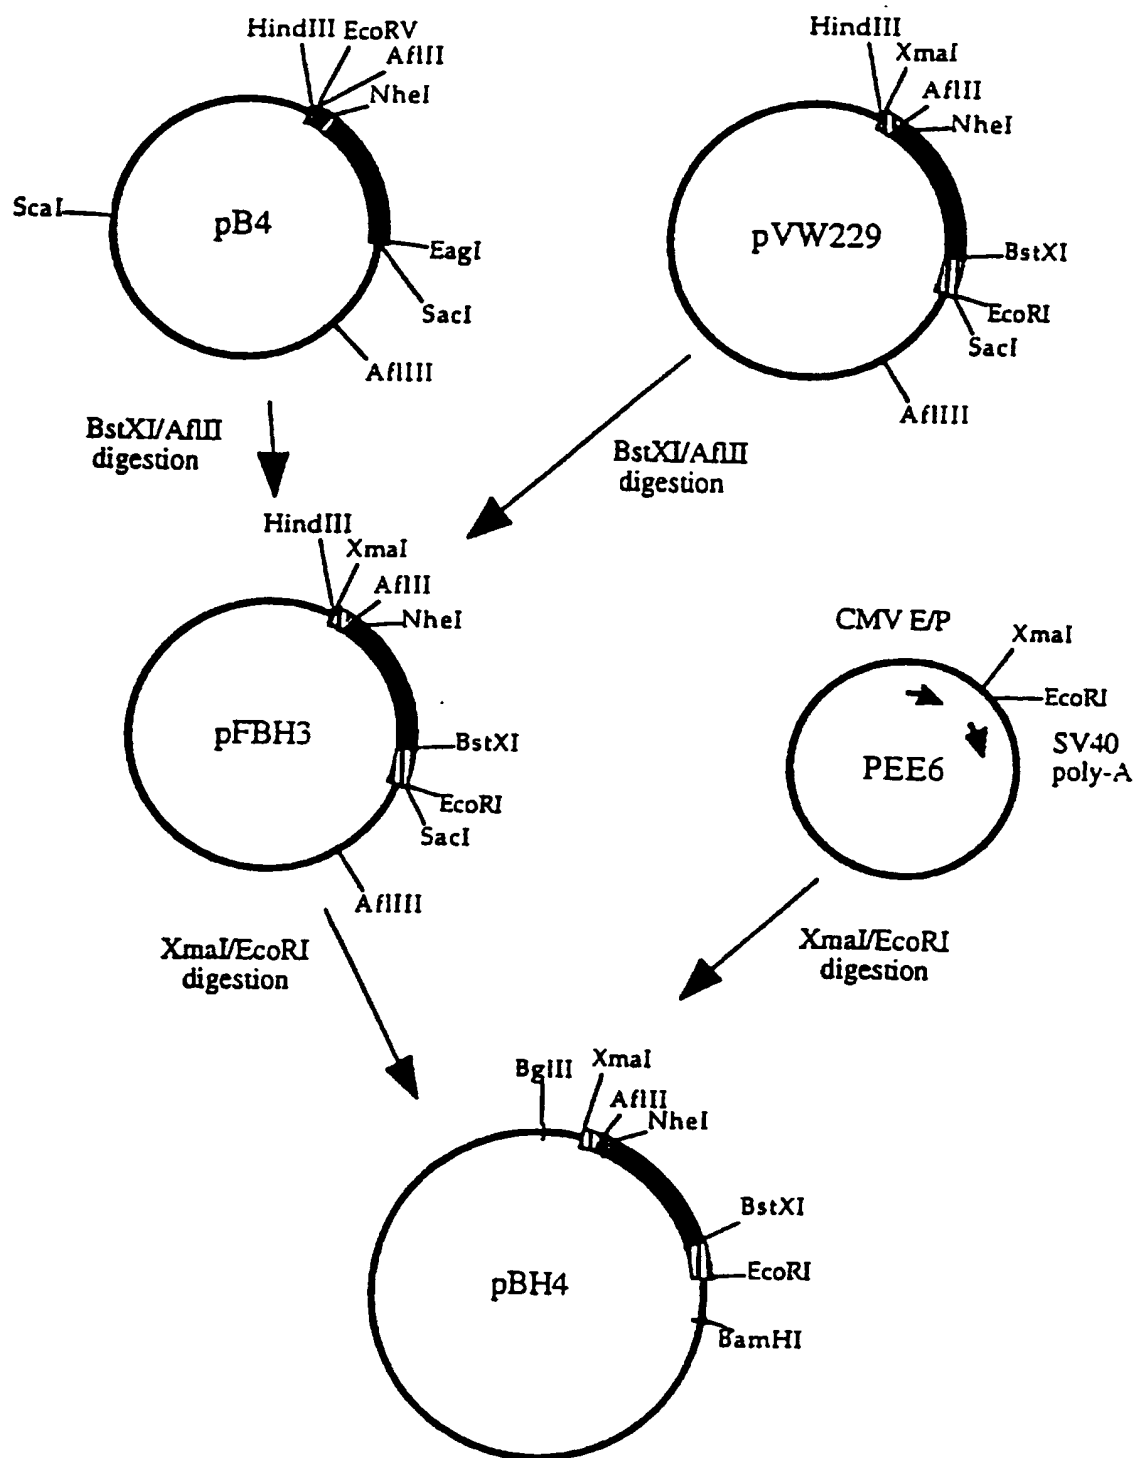 HindIII EcoRV
AflII
NheI
ScaI
pB4
EagI
SacI
AflIII
HindIII
XmaI
AflII
NheI
pVW229
BstXI
EcoRI
SacI
AflIII
BstXI/AflII
digestion
BstXI/AflII
digestion
HindIII
XmaI
AflII
NheI
pFBH3
BstXI
EcoRI
SacI
AflIII
CMV E/P
XmaI
EcoRI
PEE6
SV40
poly-A
XmaI/EcoRI
digestion
XmaI/EcoRI
digestion
BglII
XmaI
AflII
NheI
pBH4
BstXI
EcoRI
BamHI